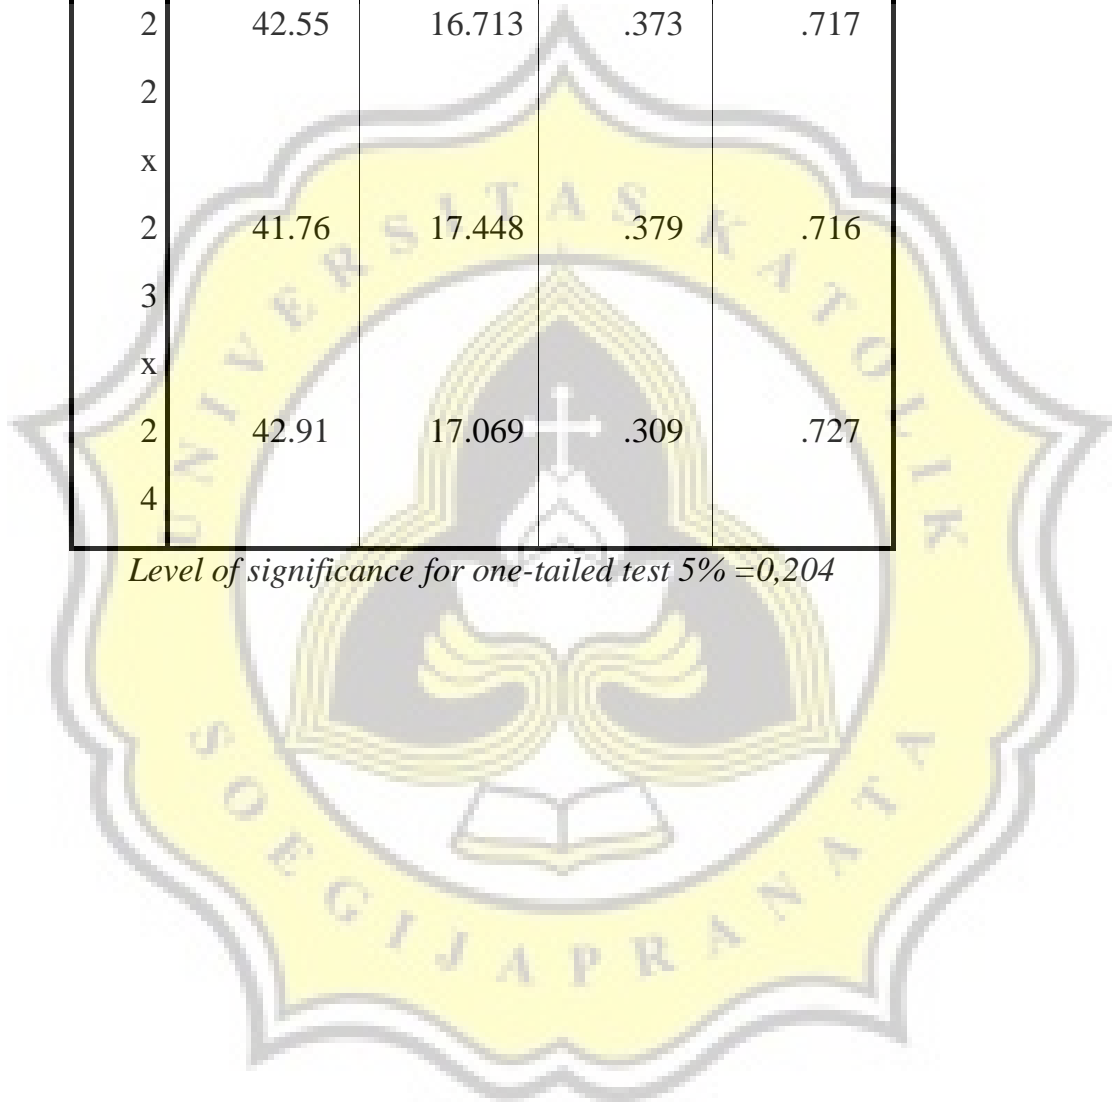 2 42.55 16.713 .373 .717
2
x
2 41.76 17.448 .379 .716
3
x
2 42.91 17.069 .309 .727
4
Level of significance for one-tailed test 5% =0,204
UNIVERSITAS KATOLIK
SOEGIJAPRANATA